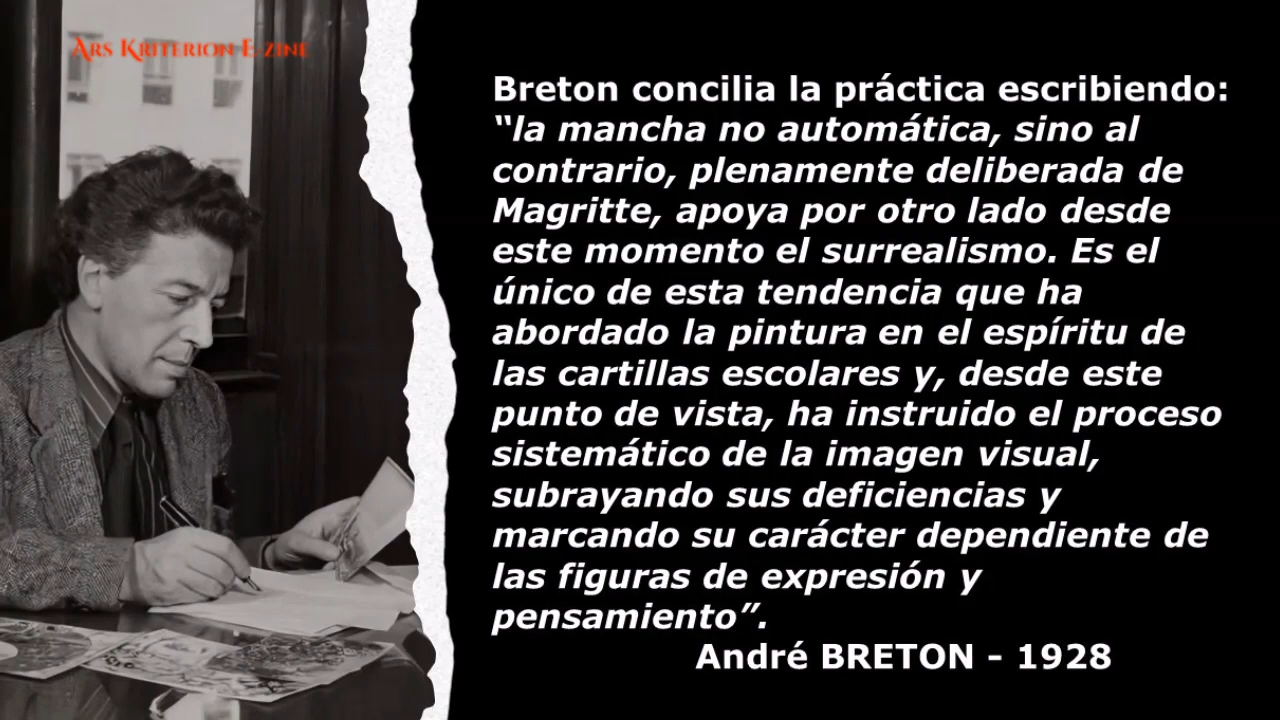 Ars Kriterion E-zine
Breton concilia la práctica escribiendo:
“la mancha no automática, sino al
contrario, plenamente deliberada de
Magritte, apoya por otro lado desde
este momento el surrealismo. Es el
único de esta tendencia que ha
abordado la pintura en el espíritu de
las cartillas escolares y, desde este
punto de vista, ha instruido el proceso
sistemático de la imagen visual,
subrayando sus deficiencias y
marcando su carácter dependiente de
las figuras de expresión y
pensamiento”.
André BRETON - 1928